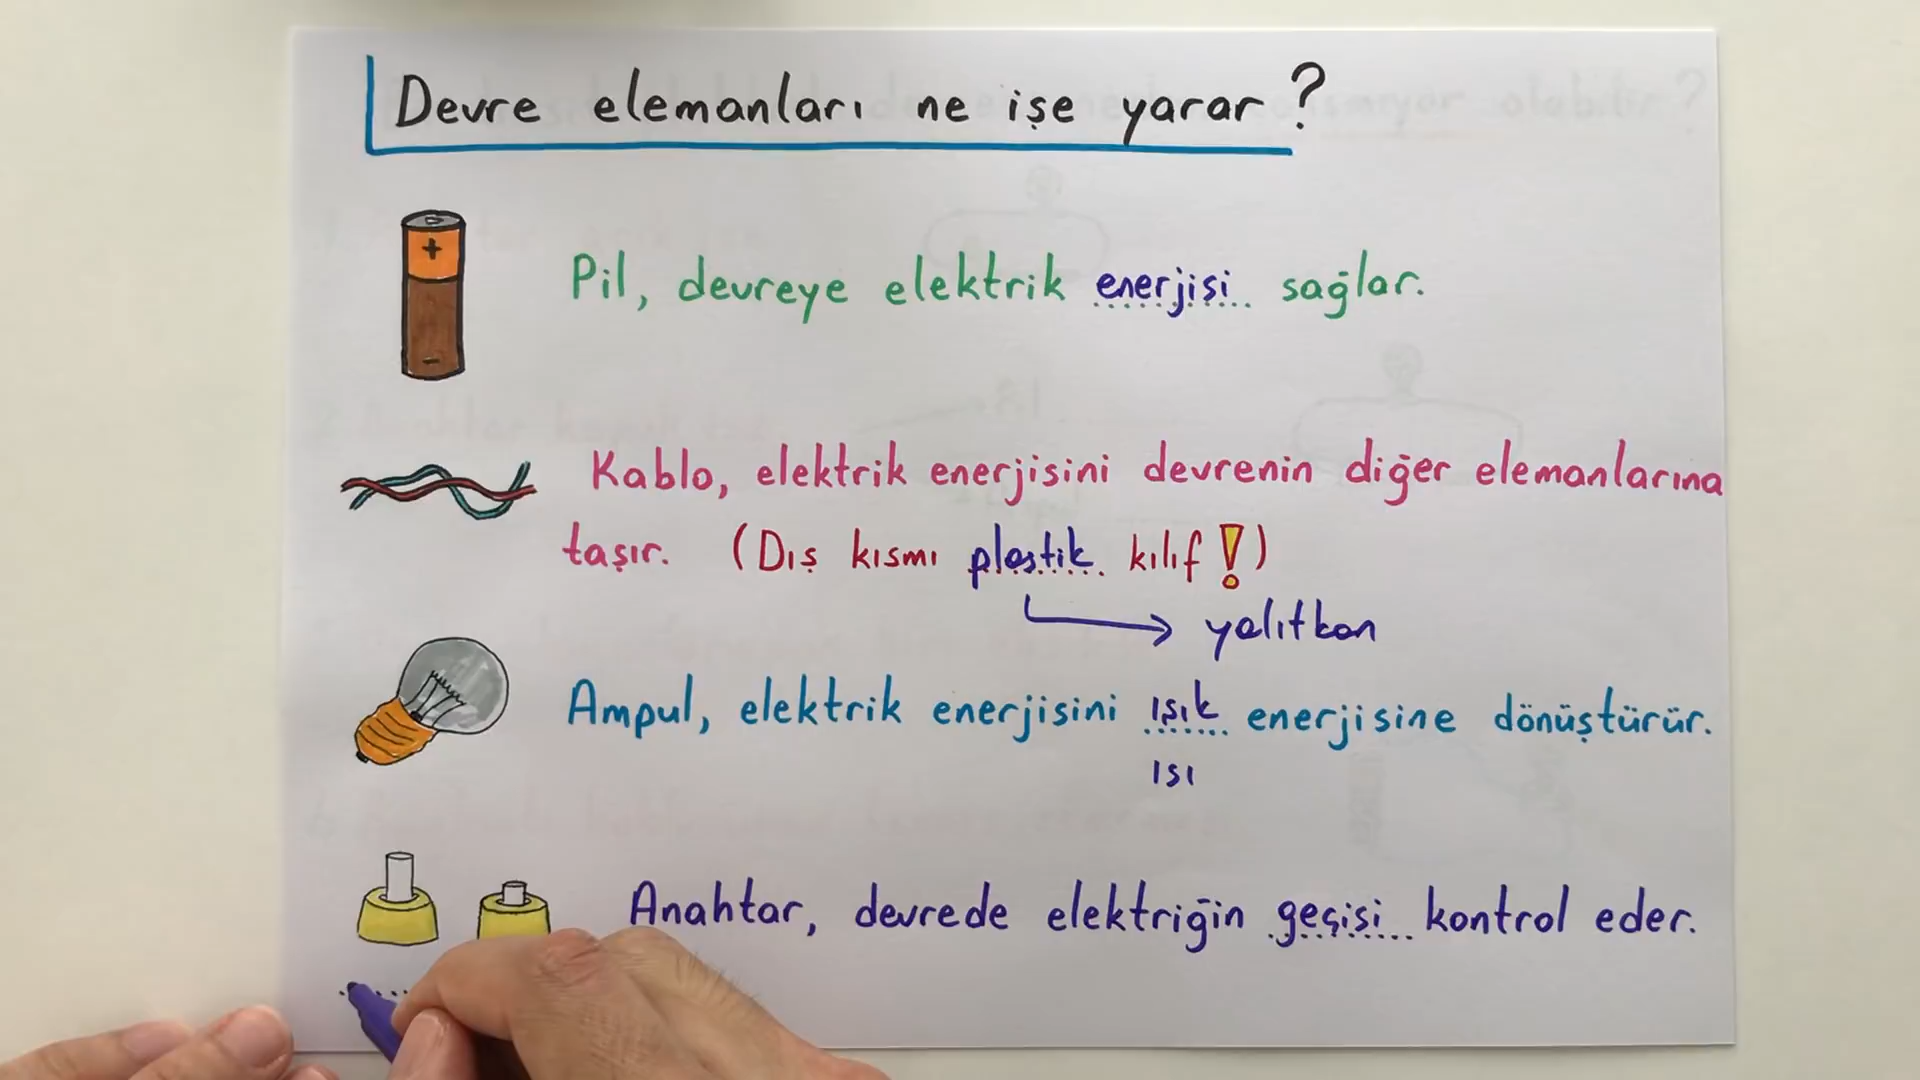 Devre elemanları ne işe yarar?
+
Pil, devreye elektrik enerjisi sağlar.
-
Kablo, elektrik enerjisini devrenin diğer elemanlarına
taşır. (Dış kısmı plastik kılıf!)
yalıtkan
Ampul, elektrik enerjisini ışık enerjisine dönüştürür.
ısı
Anahtar, devrede elektriğin geçişi kontrol eder.